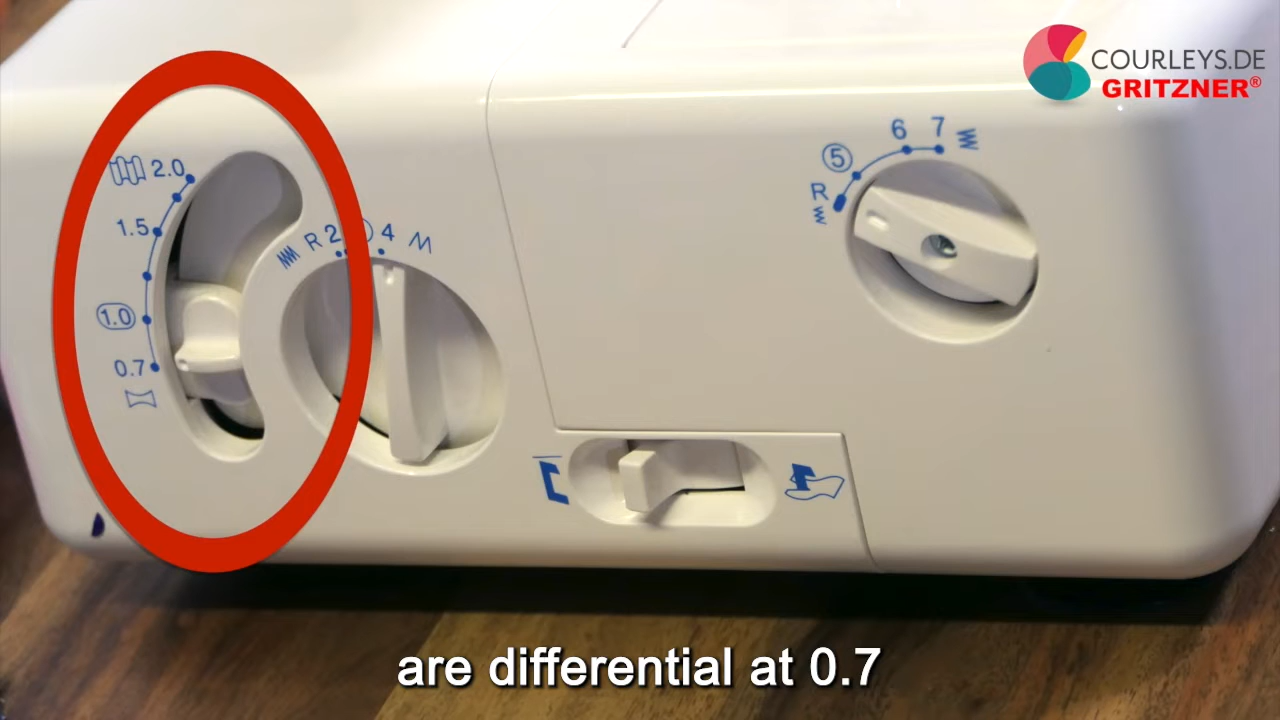 COURLEYS.DE
GRITZNER®
2.0
1.5
1.0
0.7
R 2 4
R 5 6 7
are differential at 0.7